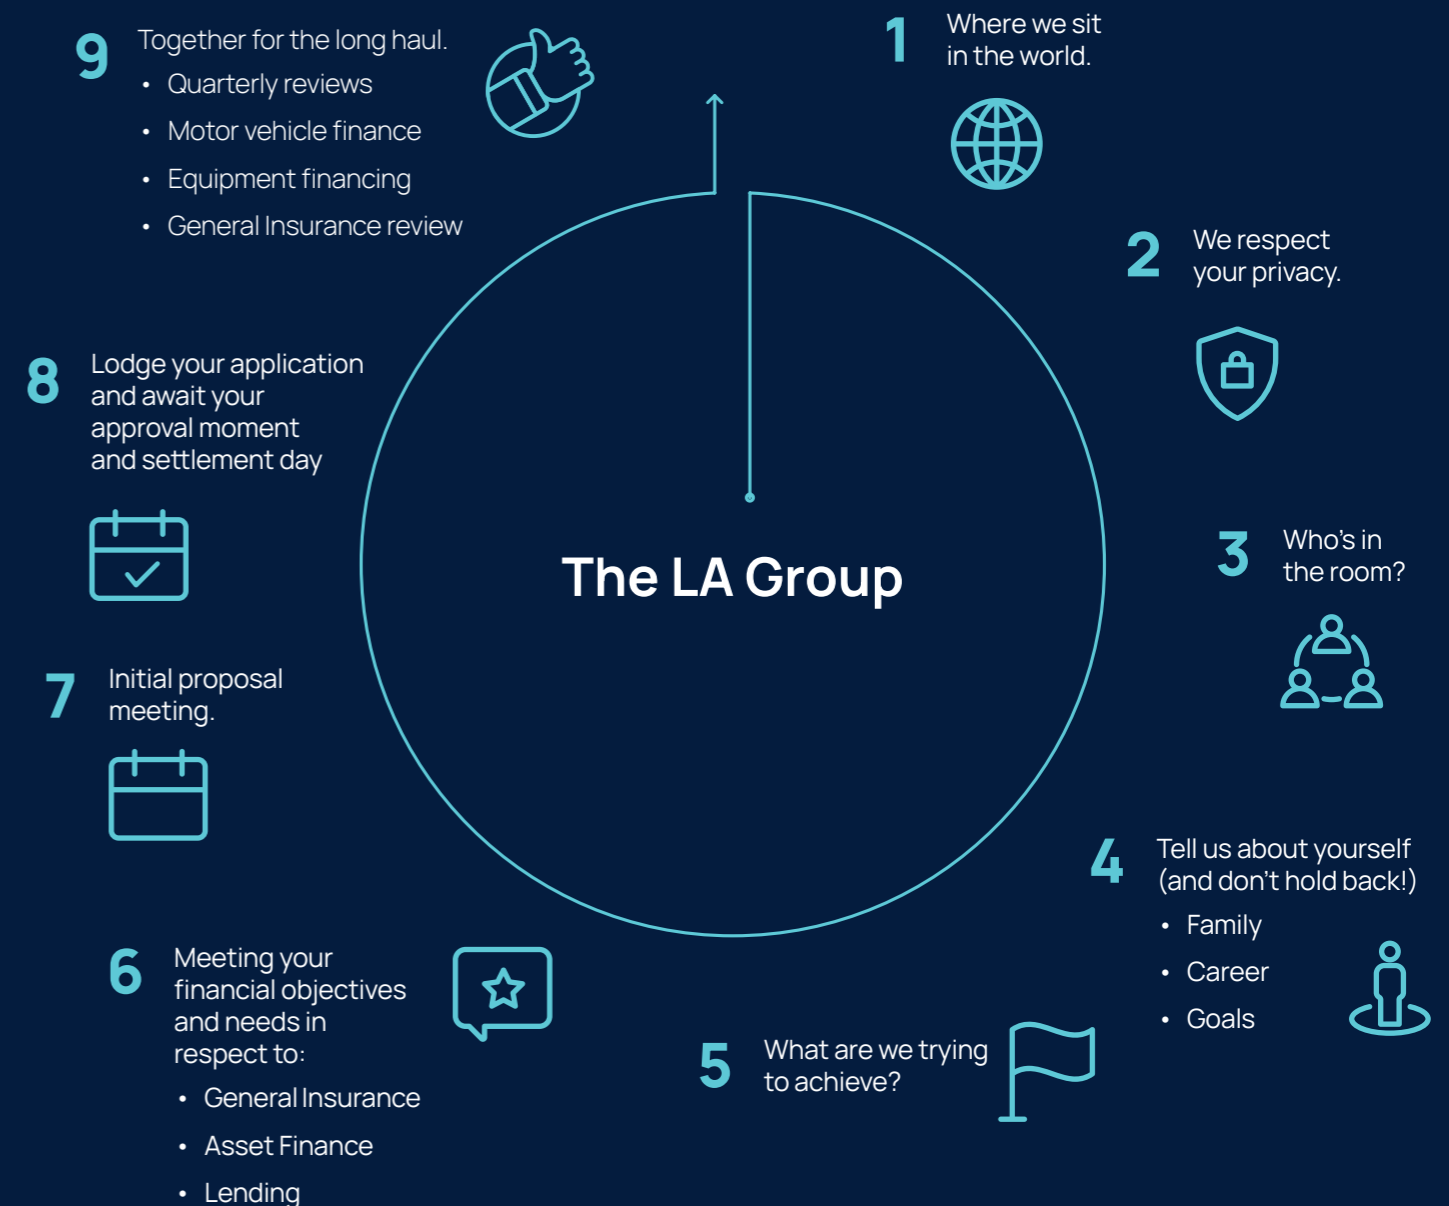 The LA Group
1
Where we sit
in the world.
2
We respect
your privacy.
3
Who’s in
the room?
4
Tell us about yourself
(and don’t hold back!)
• Family
• Career
• Goals
5
What are we trying
to achieve?
6
Meeting your
financial objectives
and needs in
respect to:
• General Insurance
• Asset Finance
• Lending
7
Initial proposal
meeting.
8
Lodge your application
and await your
approval moment
and settlement day
9
Together for the long haul.
• Quarterly reviews
• Motor vehicle finance
• Equipment financing
• General Insurance review